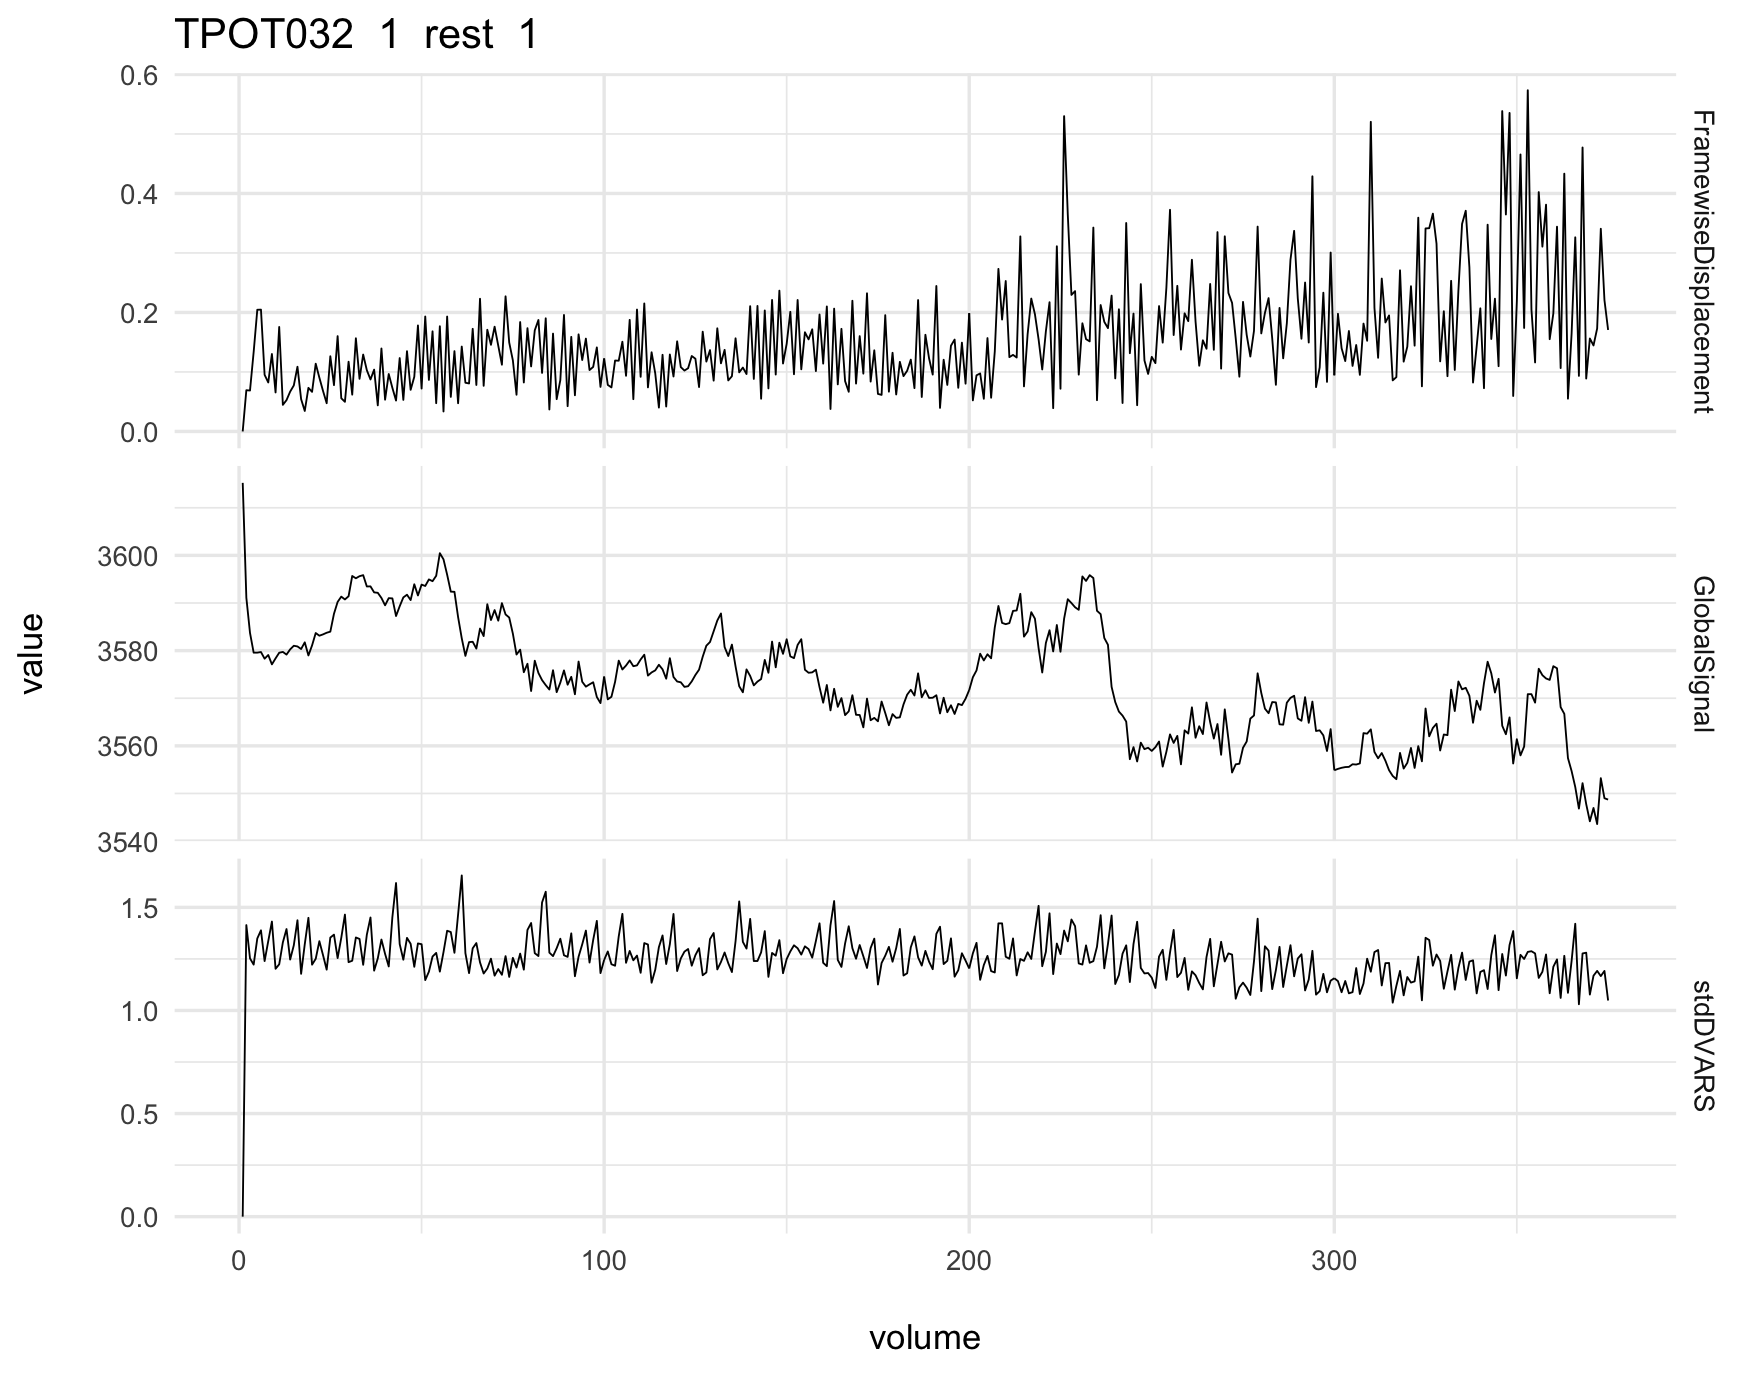 TPOT032  1  rest  1
0.6
0.4
0.2
0.0
FramewiseDisplacement
3600
3580
3560
3540
GlobalSignal
1.5
1.0
0.5
0.0
stdDVARS
value
0 100 200 300
volume